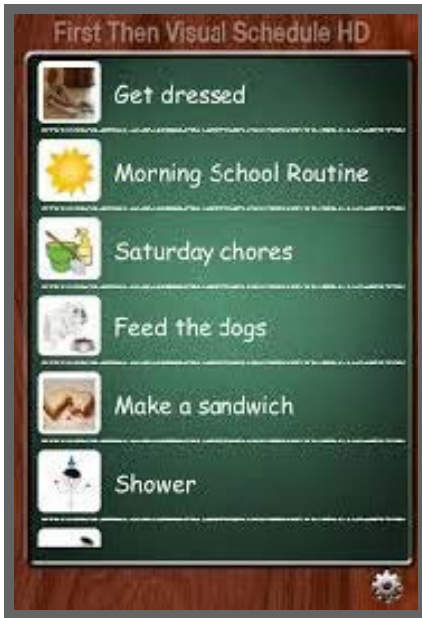 First Then Visual Schedule HD
Get dressed
Morning School Routine
Saturday chores
Feed the dogs
Make a sandwich
Shower